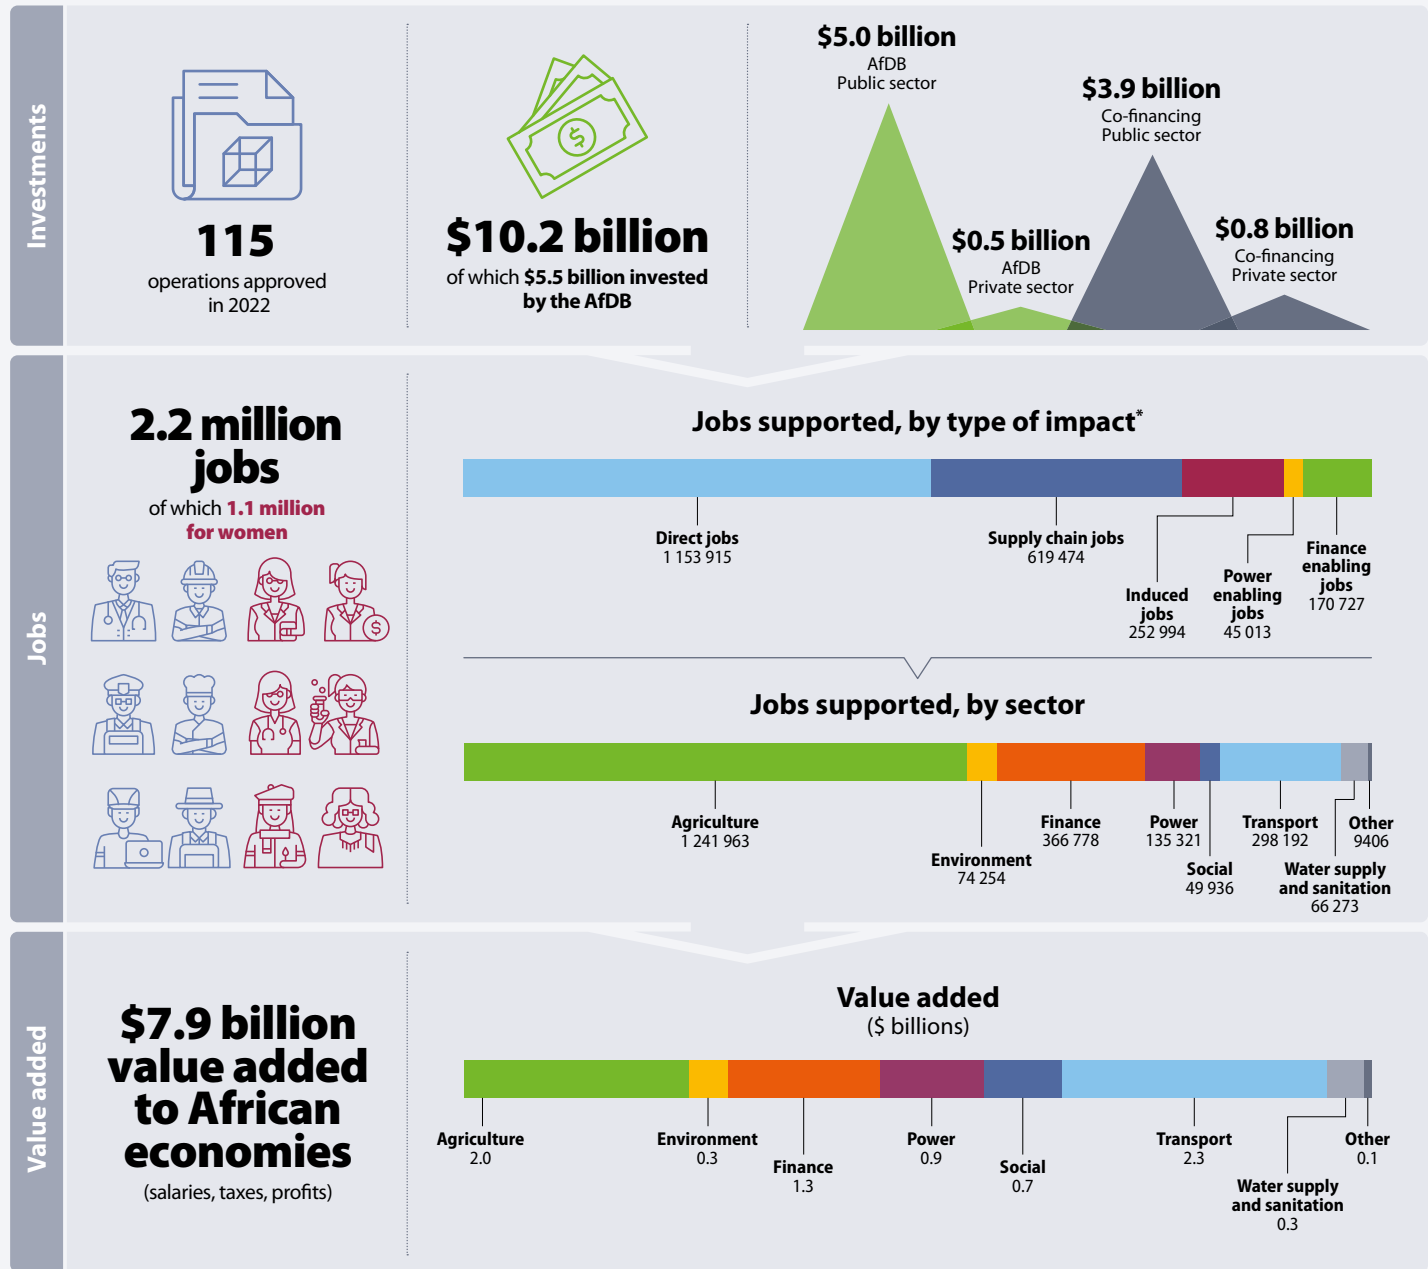 Investments
115
operations approved
in 2022
$10.2 billion
of which $5.5 billion invested
by the AfDB
$5.0 billion
AfDB
Public sector
$0.5 billion
AfDB
Private sector
$3.9 billion
Co-financing
Public sector
$0.8 billion
Co-financing
Private sector
Jobs
2.2 million
jobs
of which 1.1 million
for women
Jobs supported, by type of impact*
Direct jobs
1 153 915
Supply chain jobs
619 474
Induced
jobs
252 994
Power
enabling
jobs
45 013
Finance
enabling
jobs
170 727
Jobs supported, by sector
Agriculture
1 241 963
Environment
74 254
Finance
366 778
Power
135 321
Social
49 936
Transport
298 192
Water supply
and sanitation
66 273
Other
9406
Value added
$7.9 billion
value added
to African
economies
(salaries, taxes, profits)
Value added
($ billions)
Agriculture
2.0
Environment
0.3
Finance
1.3
Power
0.9
Social
0.7
Transport
2.3
Water supply
and sanitation
0.3
Other
0.1